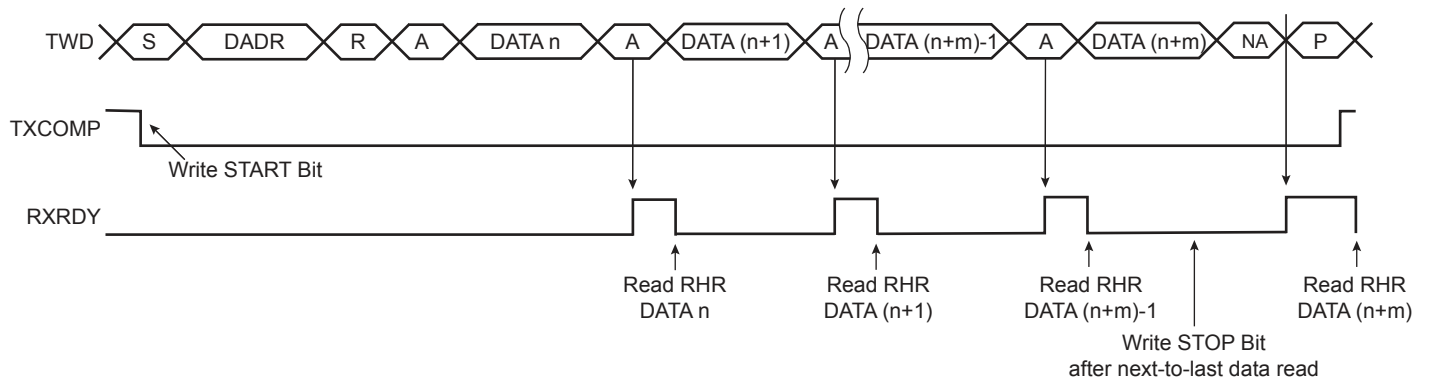 TWD S DADR R A DATA n A DATA (n+1) A DATA (n+m)-1 A DATA (n+m) NA P
TXCOMP
Write START Bit
RXRDY
Read RHR Read RHR Read RHR Read RHR
DATA n DATA (n+1) DATA (n+m)-1 DATA (n+m)
Write STOP Bit
after next-to-last data read